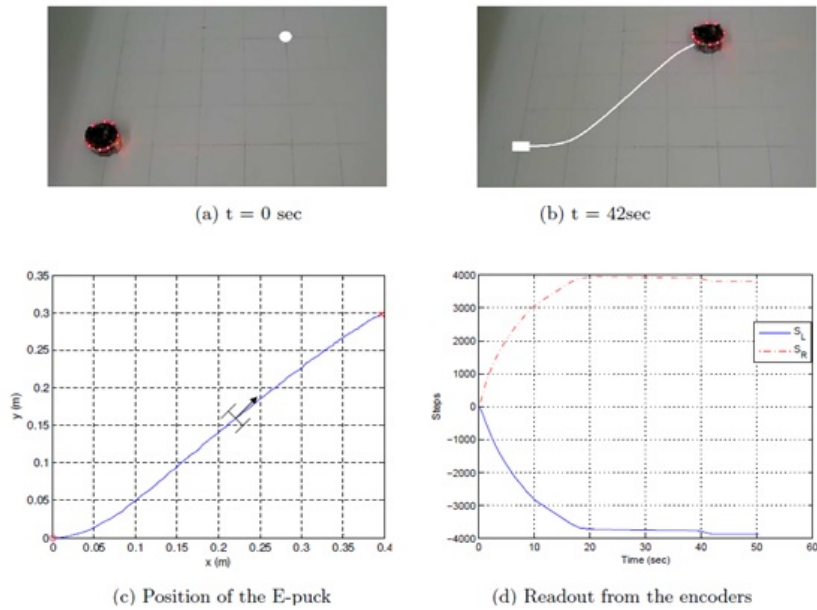 (a) t = 0 sec
(b) t = 42sec
0.35
0.3
0.25
0.2
0.15
0.1
0.05
0
y (m)
0 0.05 0.1 0.15 0.2 0.25 0.3 0.35 0.4
x (m)
4000
3000
2000
1000
0
−1000
−2000
−3000
−4000
Steps
S_L
S_R
0 10 20 30 40 50 60
Time (sec)
(c) Position of the E-puck
(d) Readout from the encoders